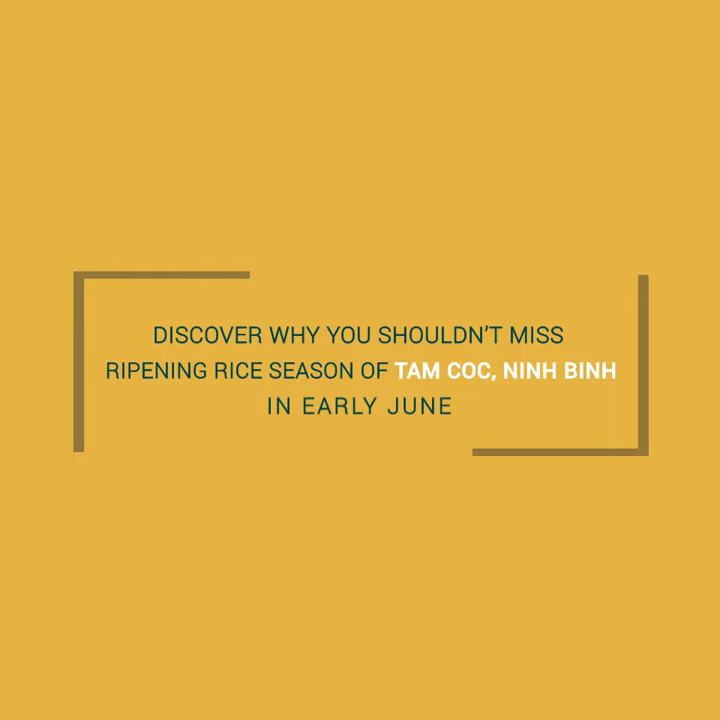 DISCOVER WHY YOU SHOULDN'T MISS
RIPENING RICE SEASON OF TAM COC, NINH BINH
IN EARLY JUNE